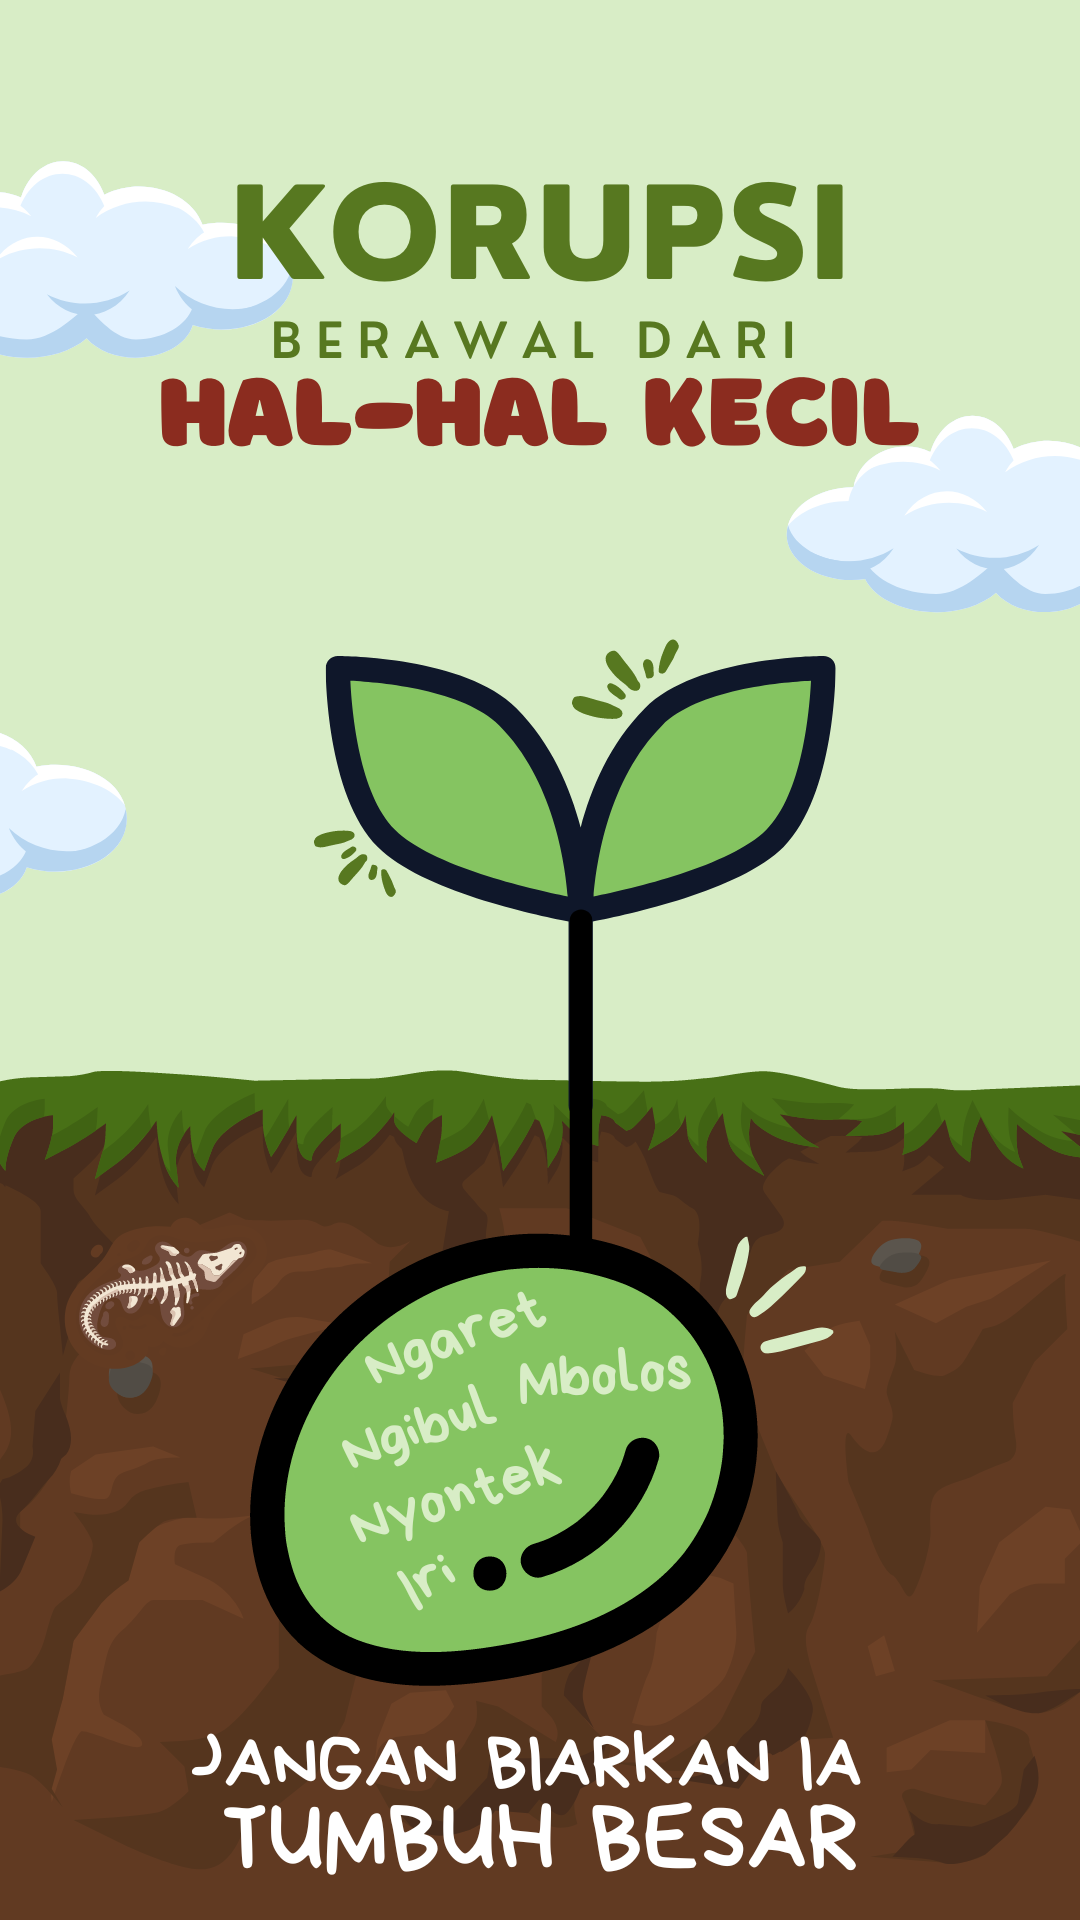 KORUPSI
BERAWAL DARI
HAL-HAL KECIL
Ngaret
Ngibul Mbolos
Nyontek
Iri
JANGAN BIARKAN IA
TUMBUH BESAR